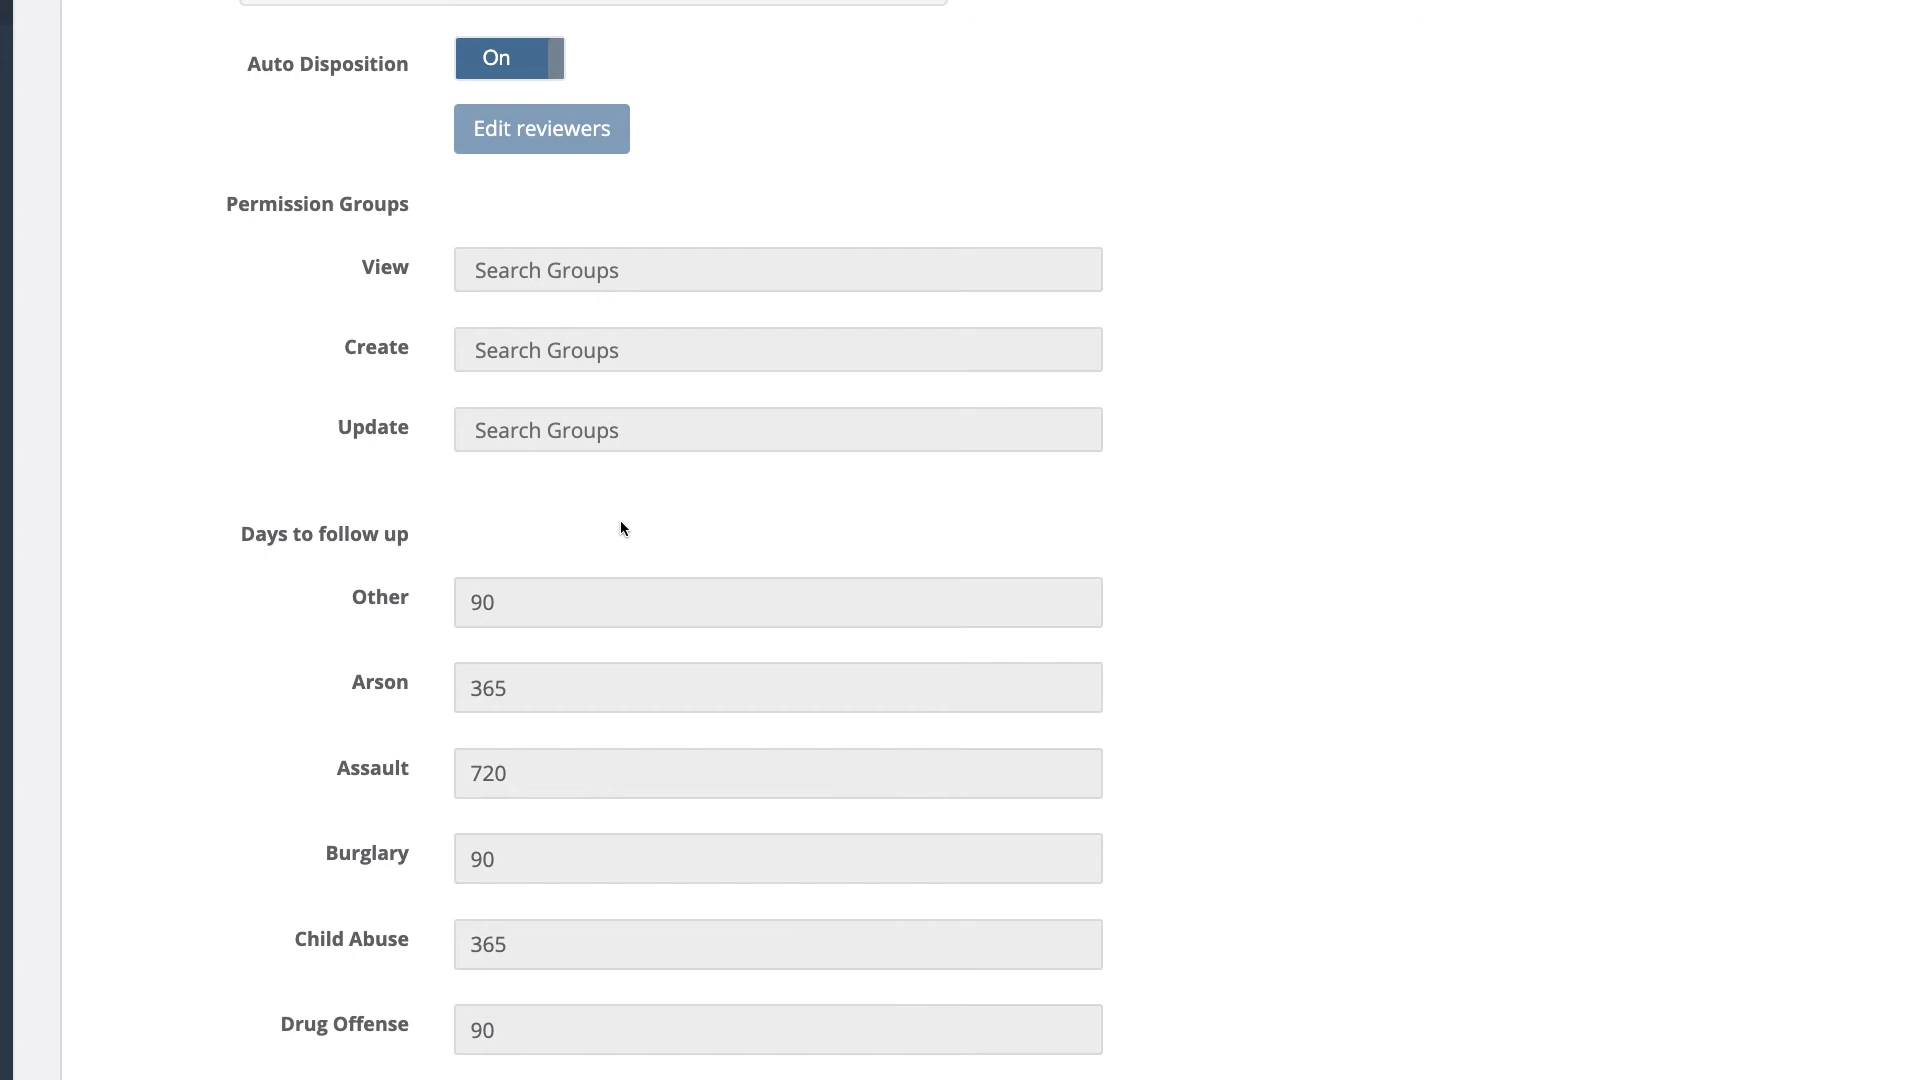 Auto Disposition
On
Edit reviewers
Permission Groups
View
Search Groups
Create
Search Groups
Update
Search Groups
Days to follow up
Other
90
Arson
365
Assault
720
Burglary
90
Child Abuse
365
Drug Offense
90